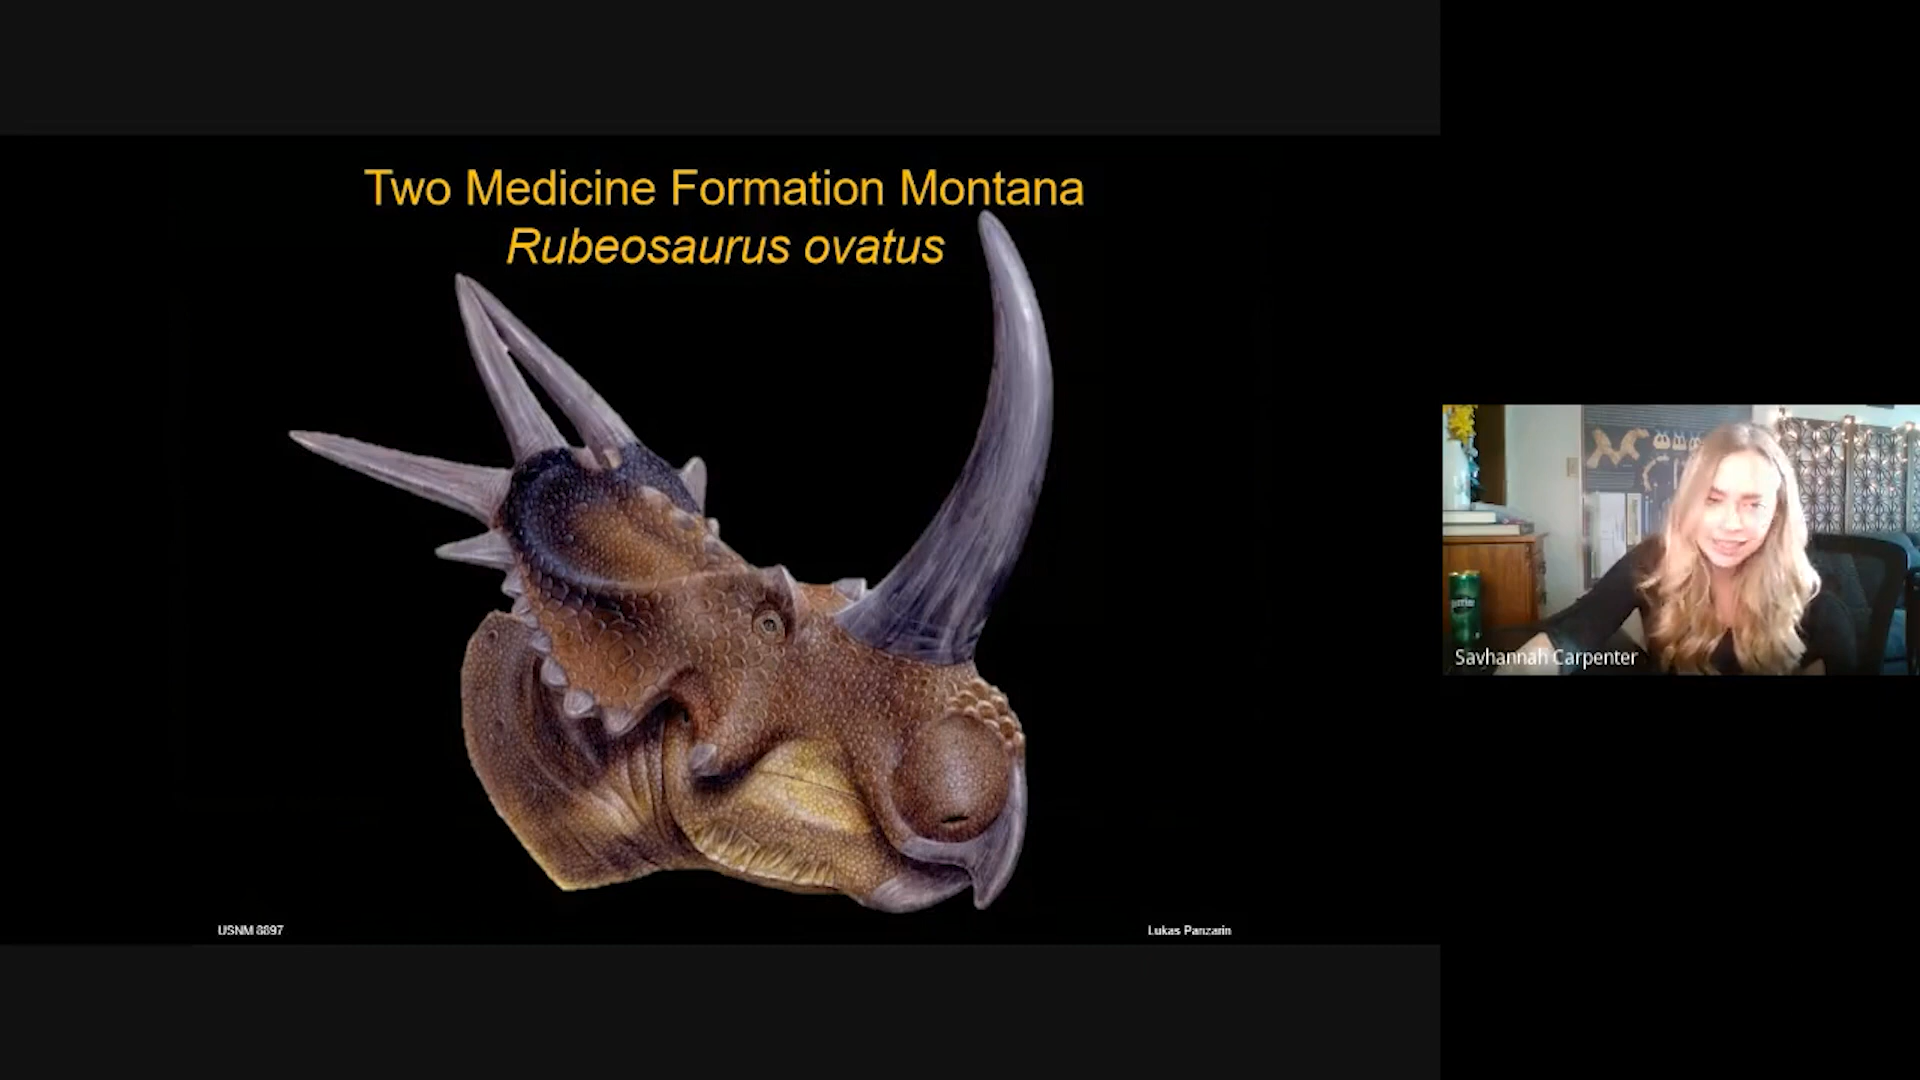 Two Medicine Formation Montana
Rubeosaurus ovatus
USNM 8897
Lukas Panzarin
Savhannah Carpenter